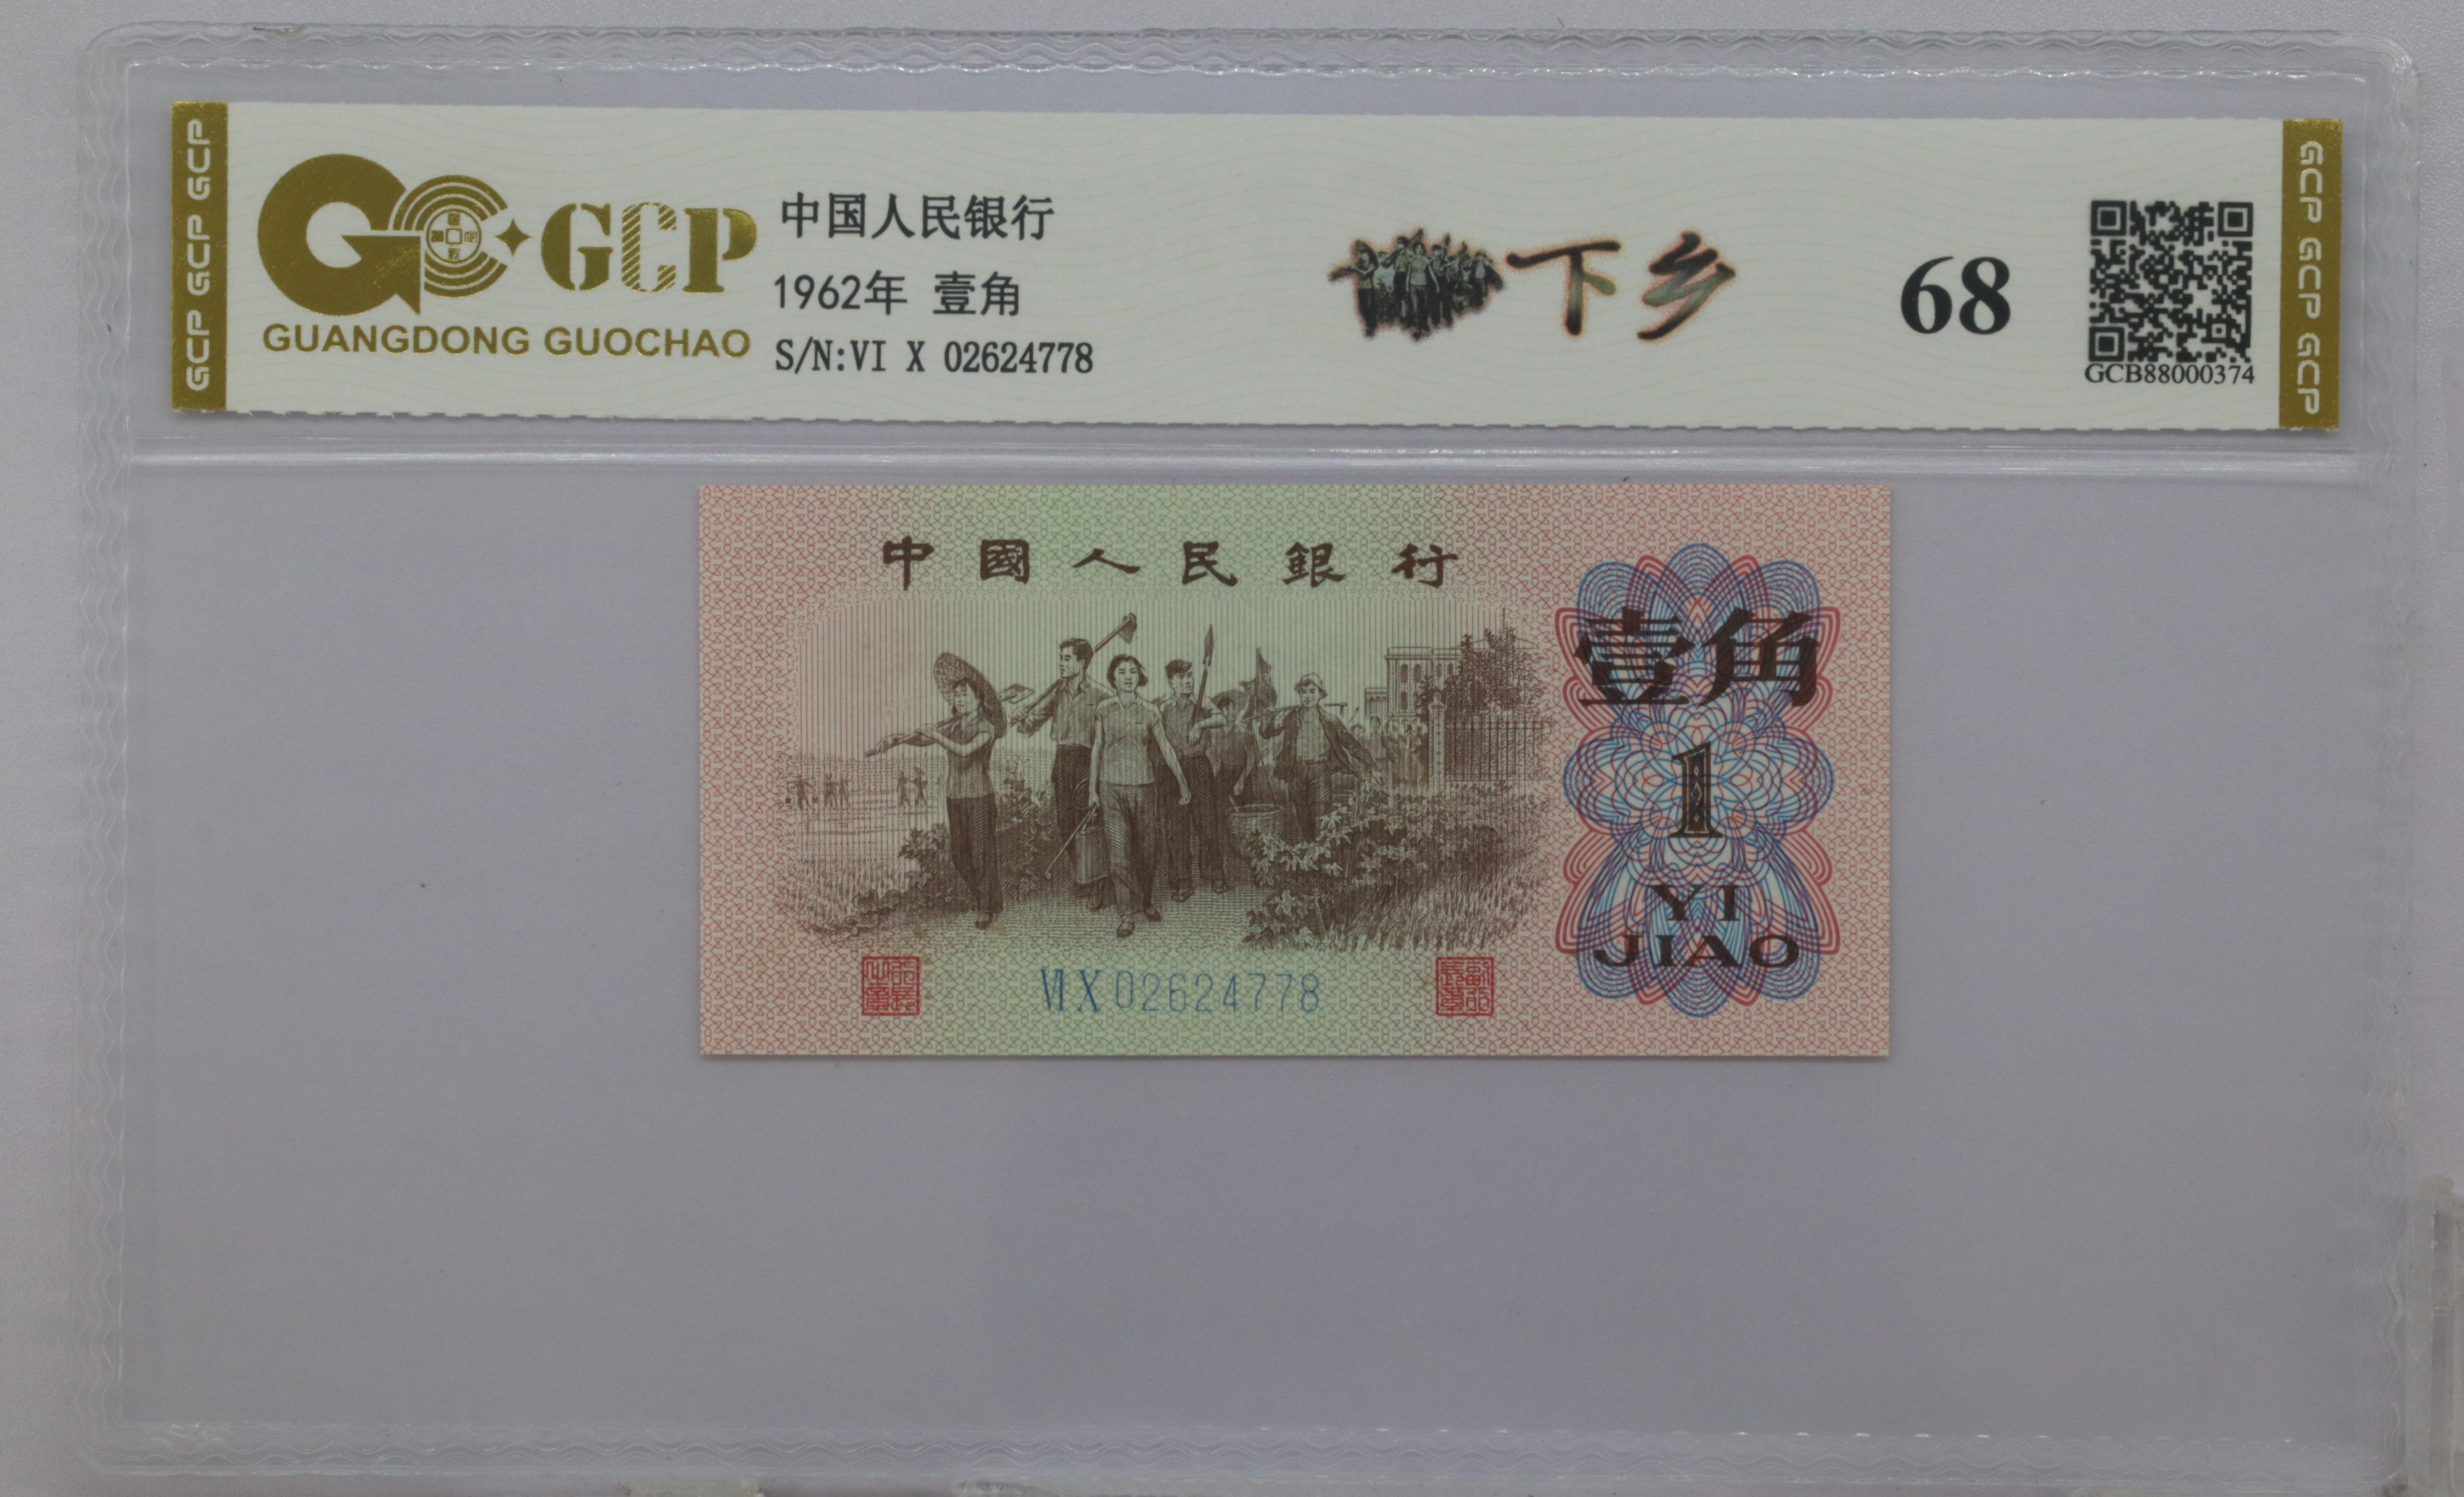 GCP GCP GCP
GCP
GUANGDONG GUOCHAO
中国人民银行
1962年 壹角
S/N:VI X 02624778
下乡
68
GCB88000374
GCP GCP GCP
中國人民銀行
壹角
1
YI
JIAO
VI X 02624778